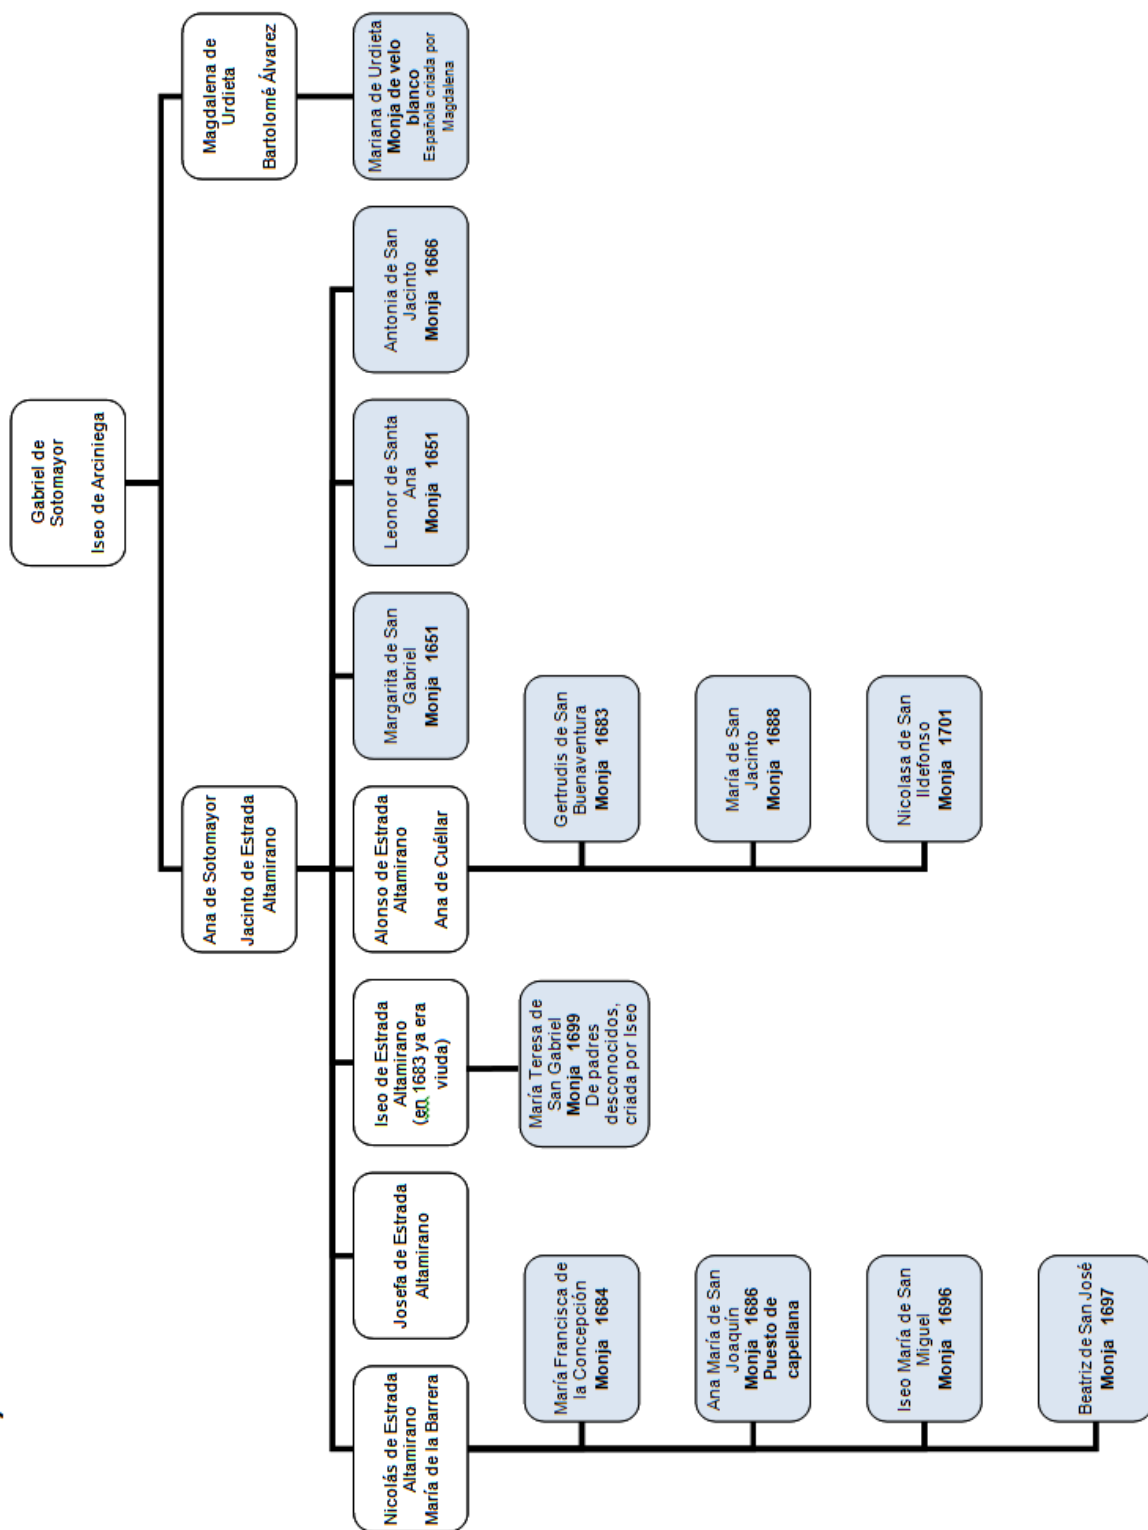 Gabriel de
Sotomayor
Iseo de Arciniega
Ana de Sotomayor
Jacinto de Estrada
Altamirano
Magdalena de
Urdieta
Bartolomé Álvarez
Nicolás de Estrada
Altamirano
María de la Barrera
Josefa de Estrada
Altamirano
Iseo de Estrada
Altamirano
(en 1683 ya era
viuda)
Alonso de Estrada
Altamirano
Ana de Cuéllar
Margarita de San
Gabriel
Monja 1651
Leonor de Santa
Ana
Monja 1651
Antonia de San
Jacinto
Monja 1666
Mariana de Urdieta
Monja de velo
blanco
Española criada por
Magdalena
María Francisca de
la Concepción
Monja 1684
María Teresa de
San Gabriel
Monja 1699
De padres
desconocidos,
criada por Iseo
Gertrudis de San
Buenaventura
Monja 1683
Ana María de San
Joaquín
Monja 1686
Puesto de
capellana
María de San
Jacinto
Monja 1688
Iseo María de San
Miguel
Monja 1696
Nicolasa de San
Ildefonso
Monja 1701
Beatriz de San José
Monja 1697